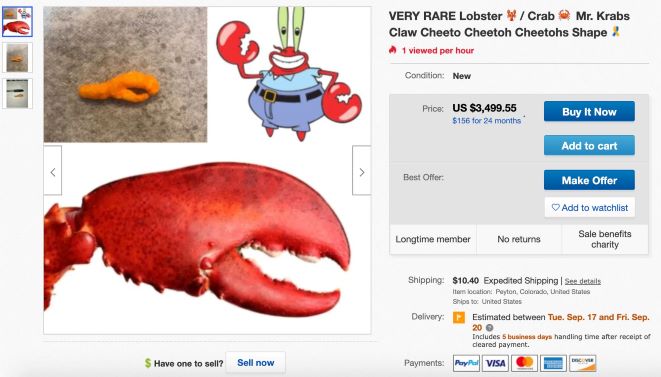 VERY RARE Lobster 🦞 / Crab 🦀 Mr. Krabs
Claw Cheeto Cheetoh Cheetohs Shape
1 viewed per hour
Condition: New
Price: US $3,499.55
$156 for 24 months
Buy It Now
Add to cart
Best Offer:
Make Offer
Add to watchlist
Longtime member
No returns
Sale benefits
charity
Shipping: $10.40 Expedited Shipping | See details
Item location: Peyton, Colorado, United States
Ships to: United States
Delivery: Estimated between Tue. Sep. 17 and Fri. Sep.
20
Includes 5 business days handling time after receipt of
cleared payment.
Payments: PayPal VISA MasterCard DISCOVER
$ Have one to sell? Sell now